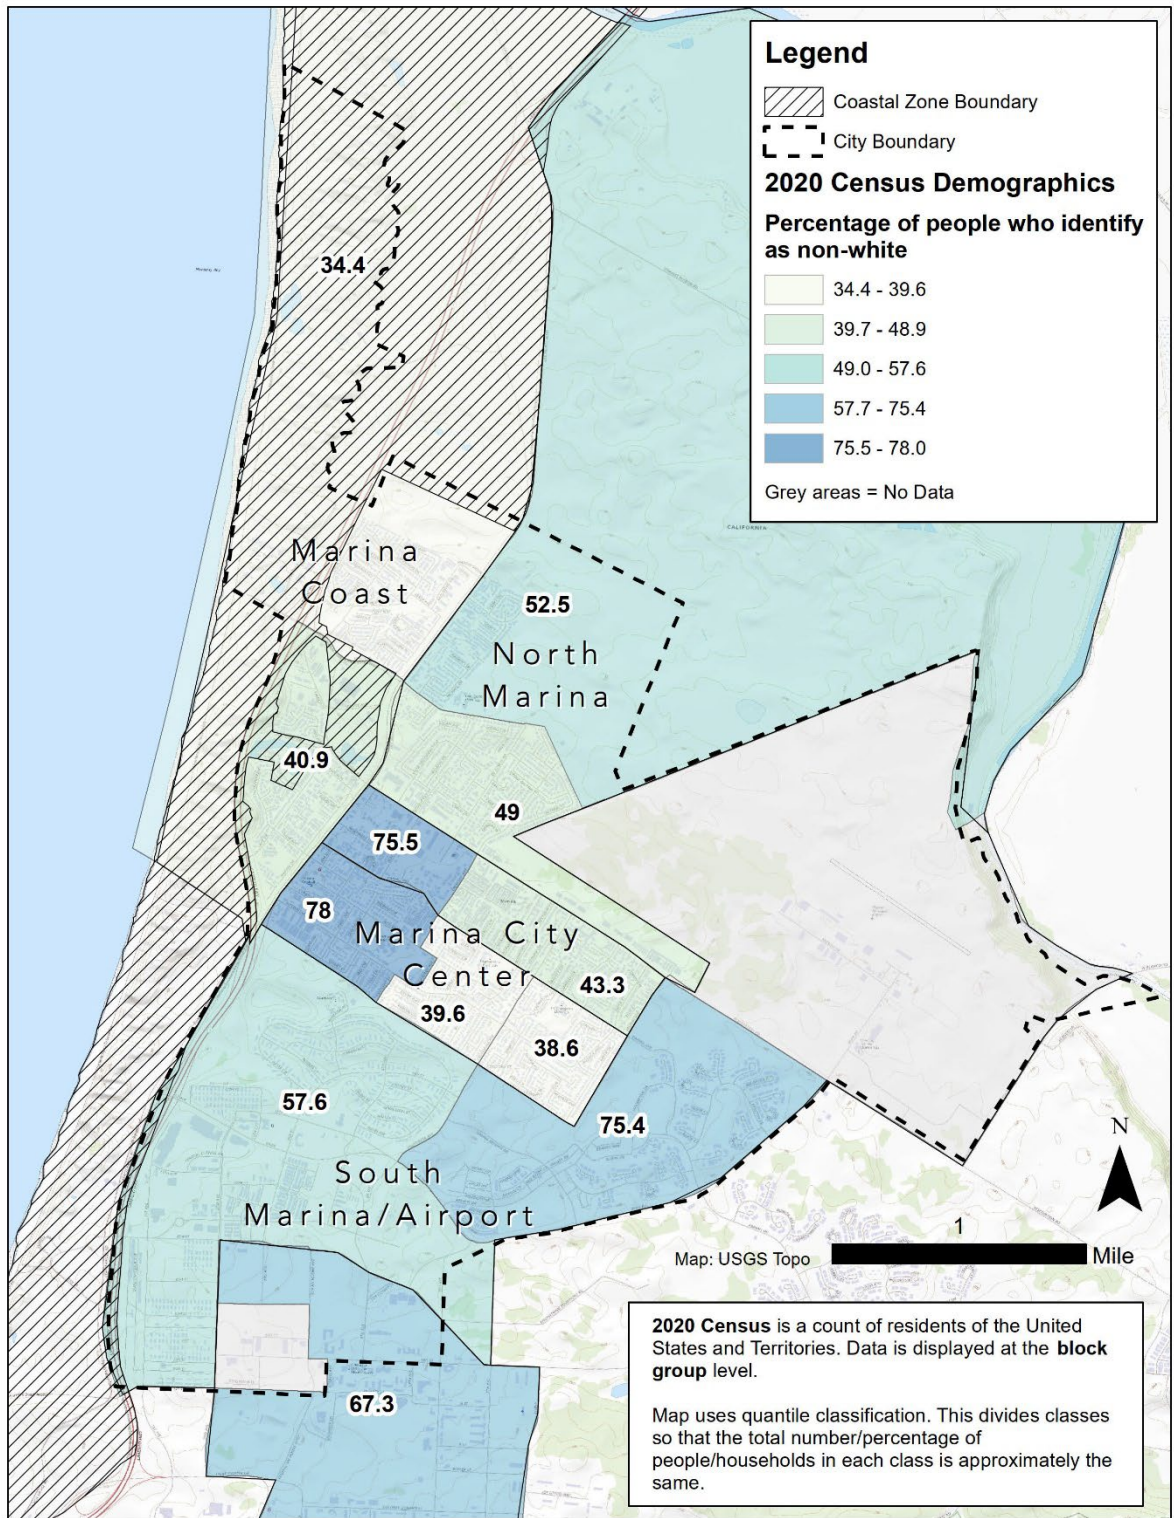 Legend
Coastal Zone Boundary
City Boundary
2020 Census Demographics
Percentage of people who identify
as non-white
34.4 - 39.6
39.7 - 48.9
49.0 - 57.6
57.7 - 75.4
75.5 - 78.0
Grey areas = No Data
CALIFORNIA
34.4
Marina
Coast
52.5
North
Marina
40.9
49
75.5
78
Marina City
Center
43.3
39.6
38.6
57.6
75.4
South
Marina/Airport
67.3
N
1
Map: USGS Topo
Mile
2020 Census is a count of residents of the United
States and Territories. Data is displayed at the block
group level.
Map uses quantile classification. This divides classes
so that the total number/percentage of
people/households in each class is approximately the
same.